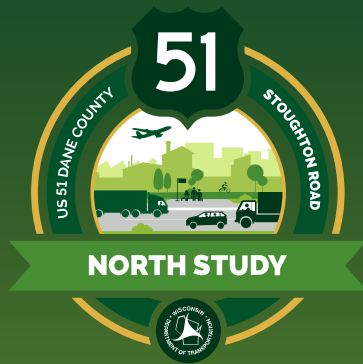 51
US 51 DANE COUNTY
STOUGHTON ROAD
NORTH STUDY
WISCONSIN
DEPARTMENT OF TRANSPORTATION